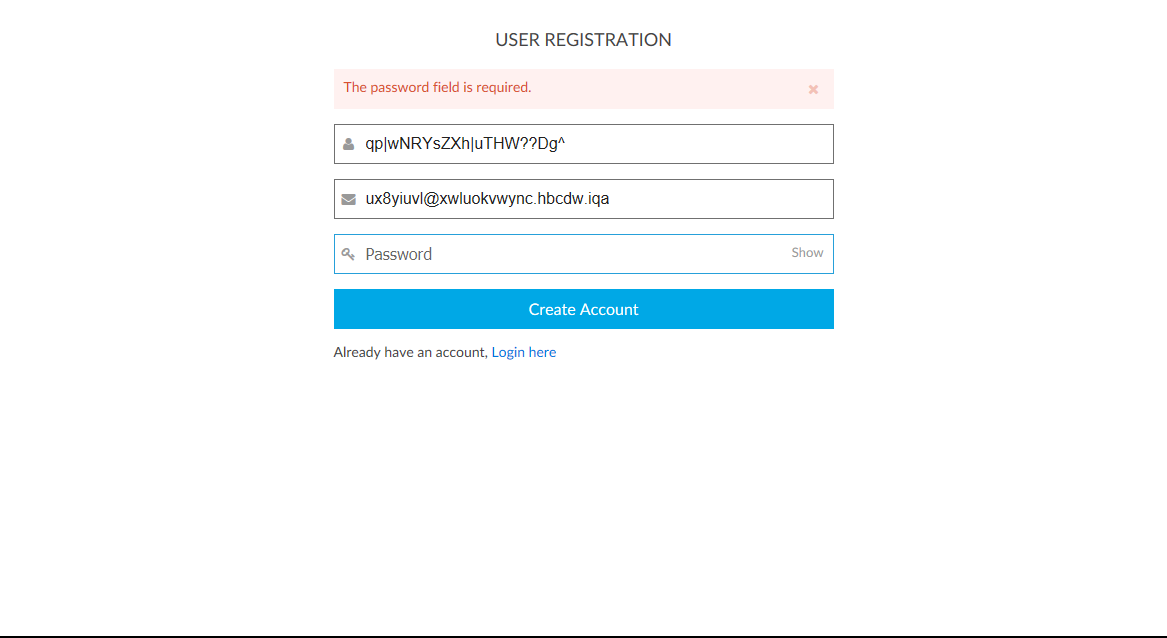 USER REGISTRATION
The password field is required.
qp|wNRYsZXh|uTHW??Dg^
ux8yiuvl@xwluokvwync.hbcdw.iqa
Password Show
Create Account
Already have an account, Login here